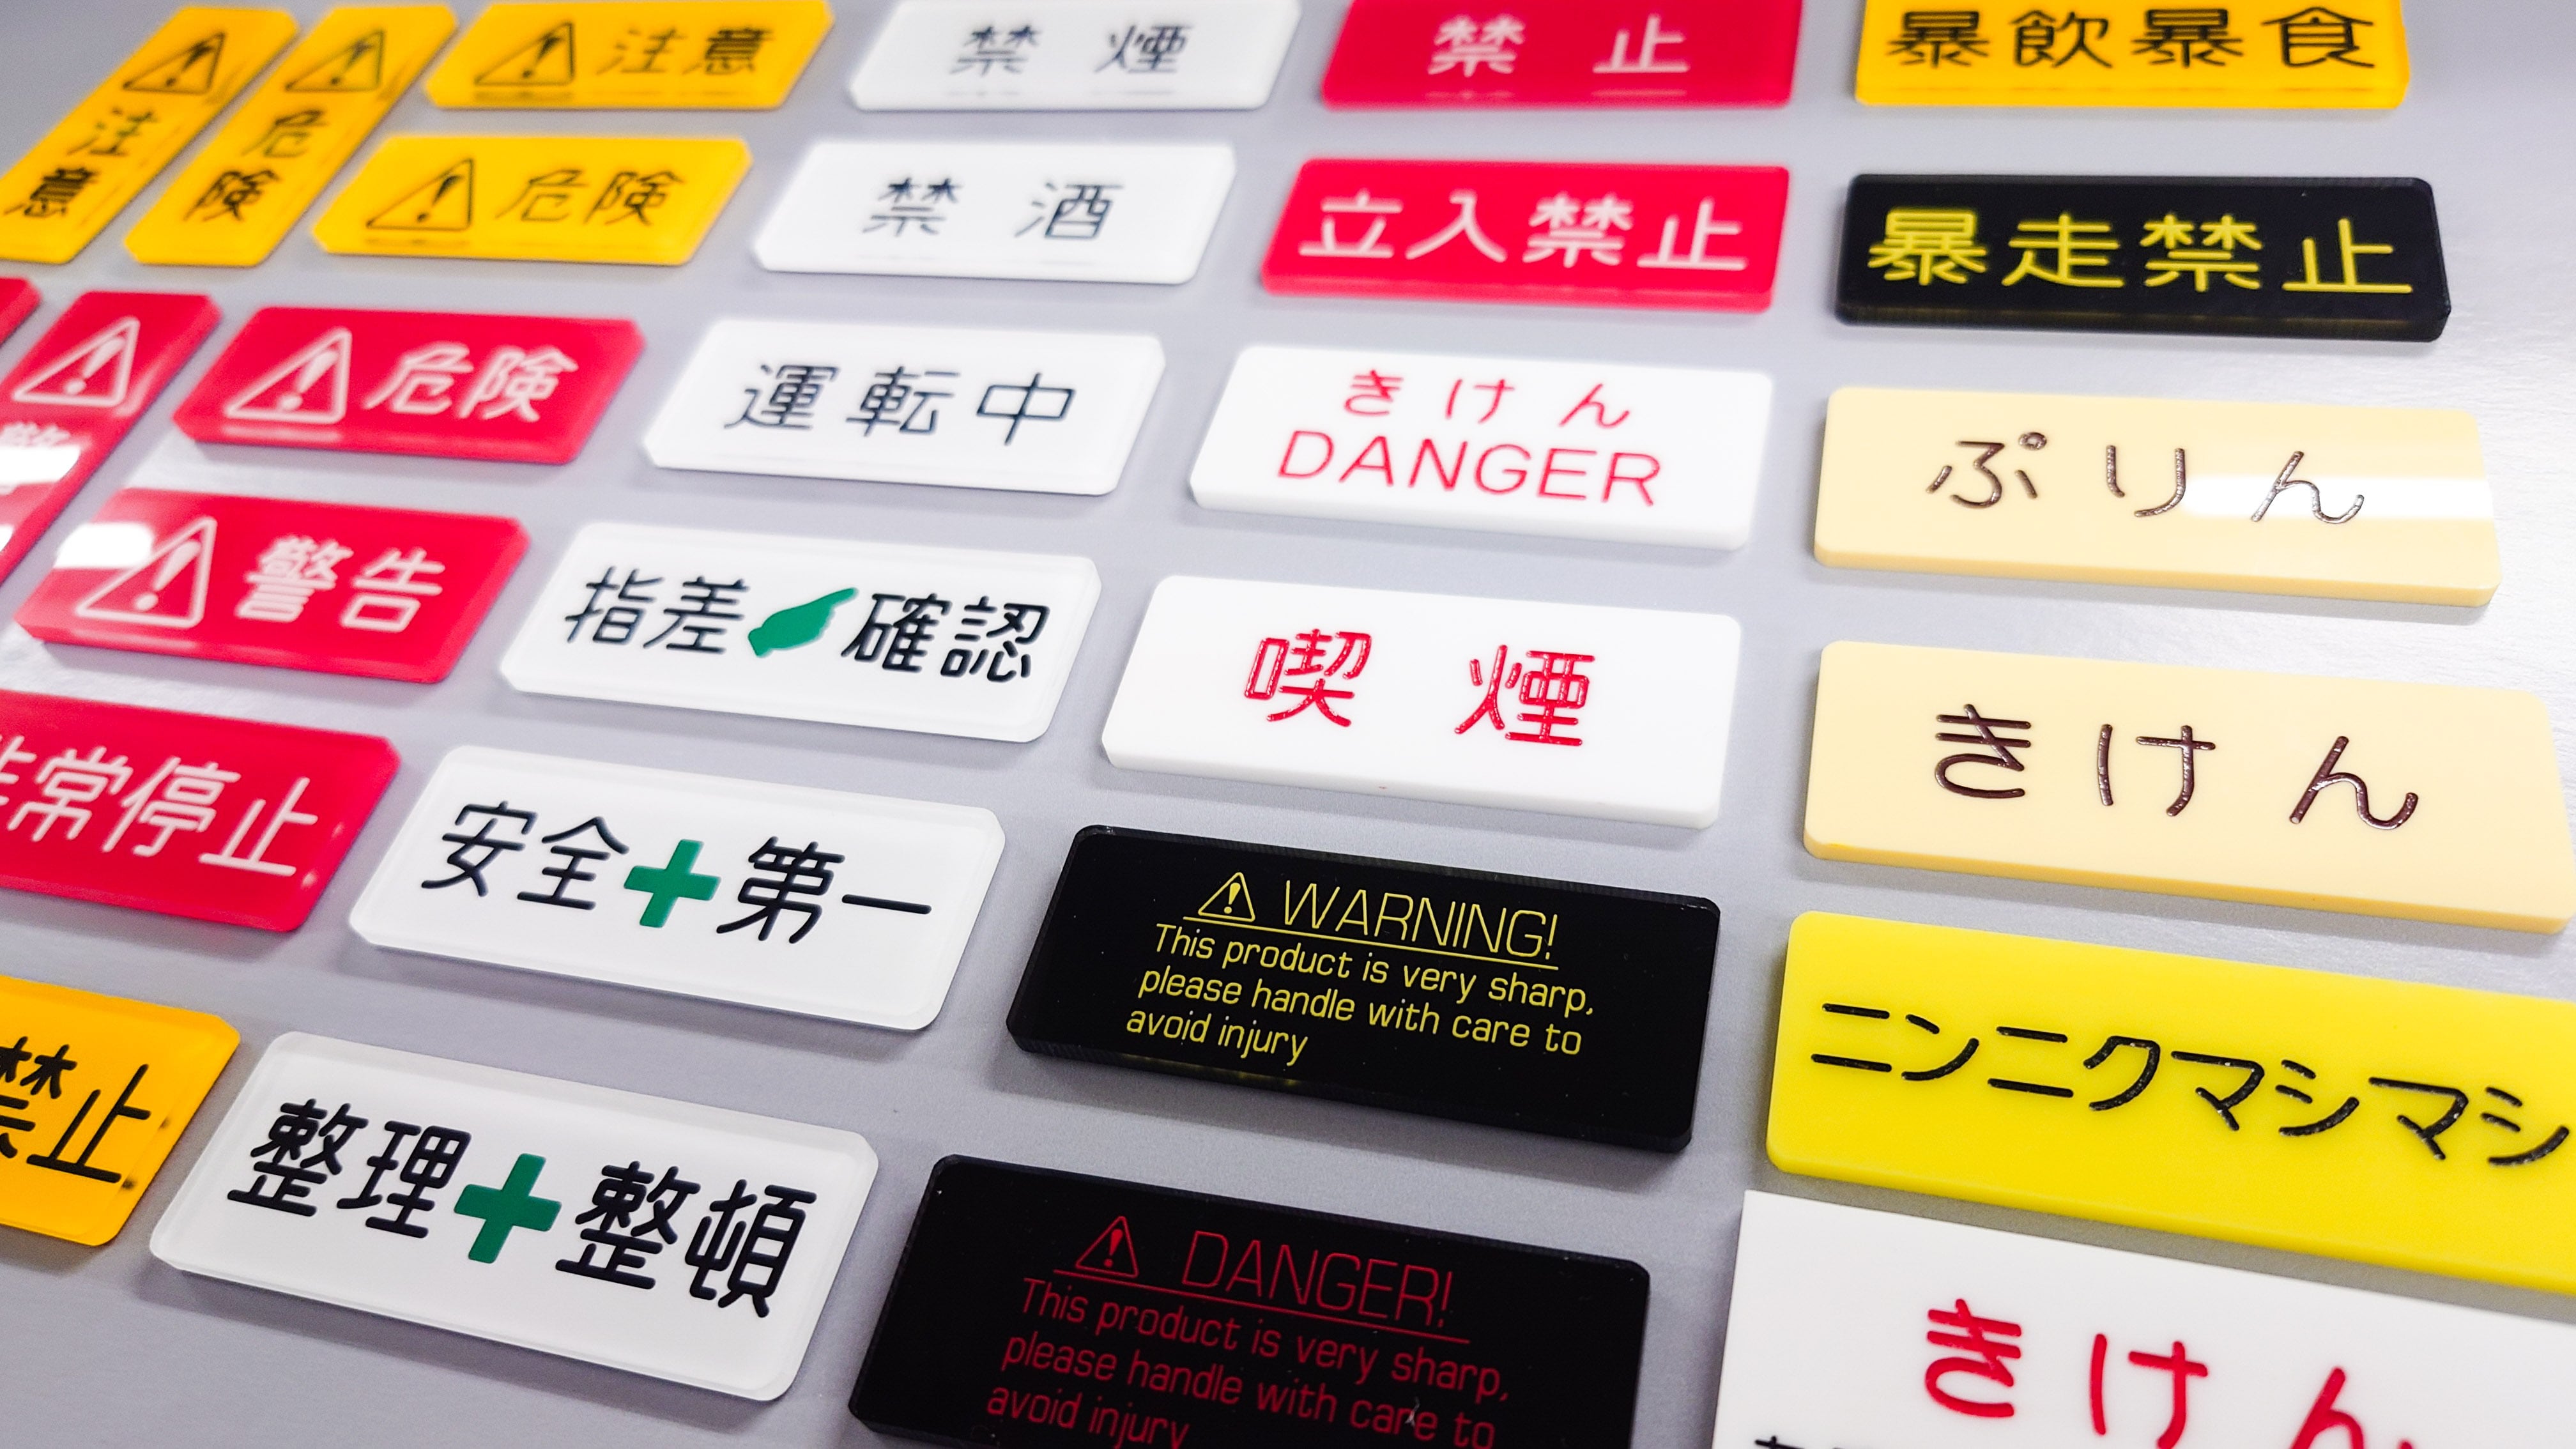 注意
危険
注意
禁煙
禁止
暴飲暴食
危険
禁酒
立入禁止
暴走禁止
危険
運転中
きけん
DANGER
ぷりん
警告
指差確認
喫煙
きけん
常停止
安全+第一
WARNING!
This product is very sharp,
please handle with care to
avoid injury
ニンニクマシマシ
禁止
整理+整頓
DANGER!
This product is very sharp,
please handle with care to
avoid injury
きけん